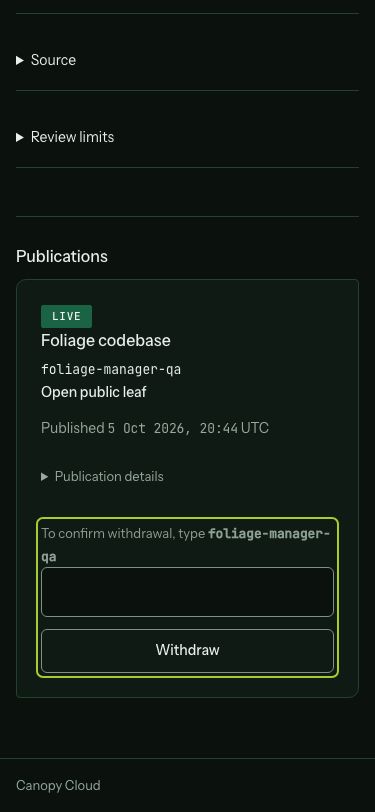 Source
Review limits
Publications
LIVE
Foliage codebase
foliage-manager-qa
Open public leaf
Published 5 Oct 2026, 20:44 UTC
Publication details
To confirm withdrawal, type foliage-manager-
qa
Withdraw
Canopy Cloud